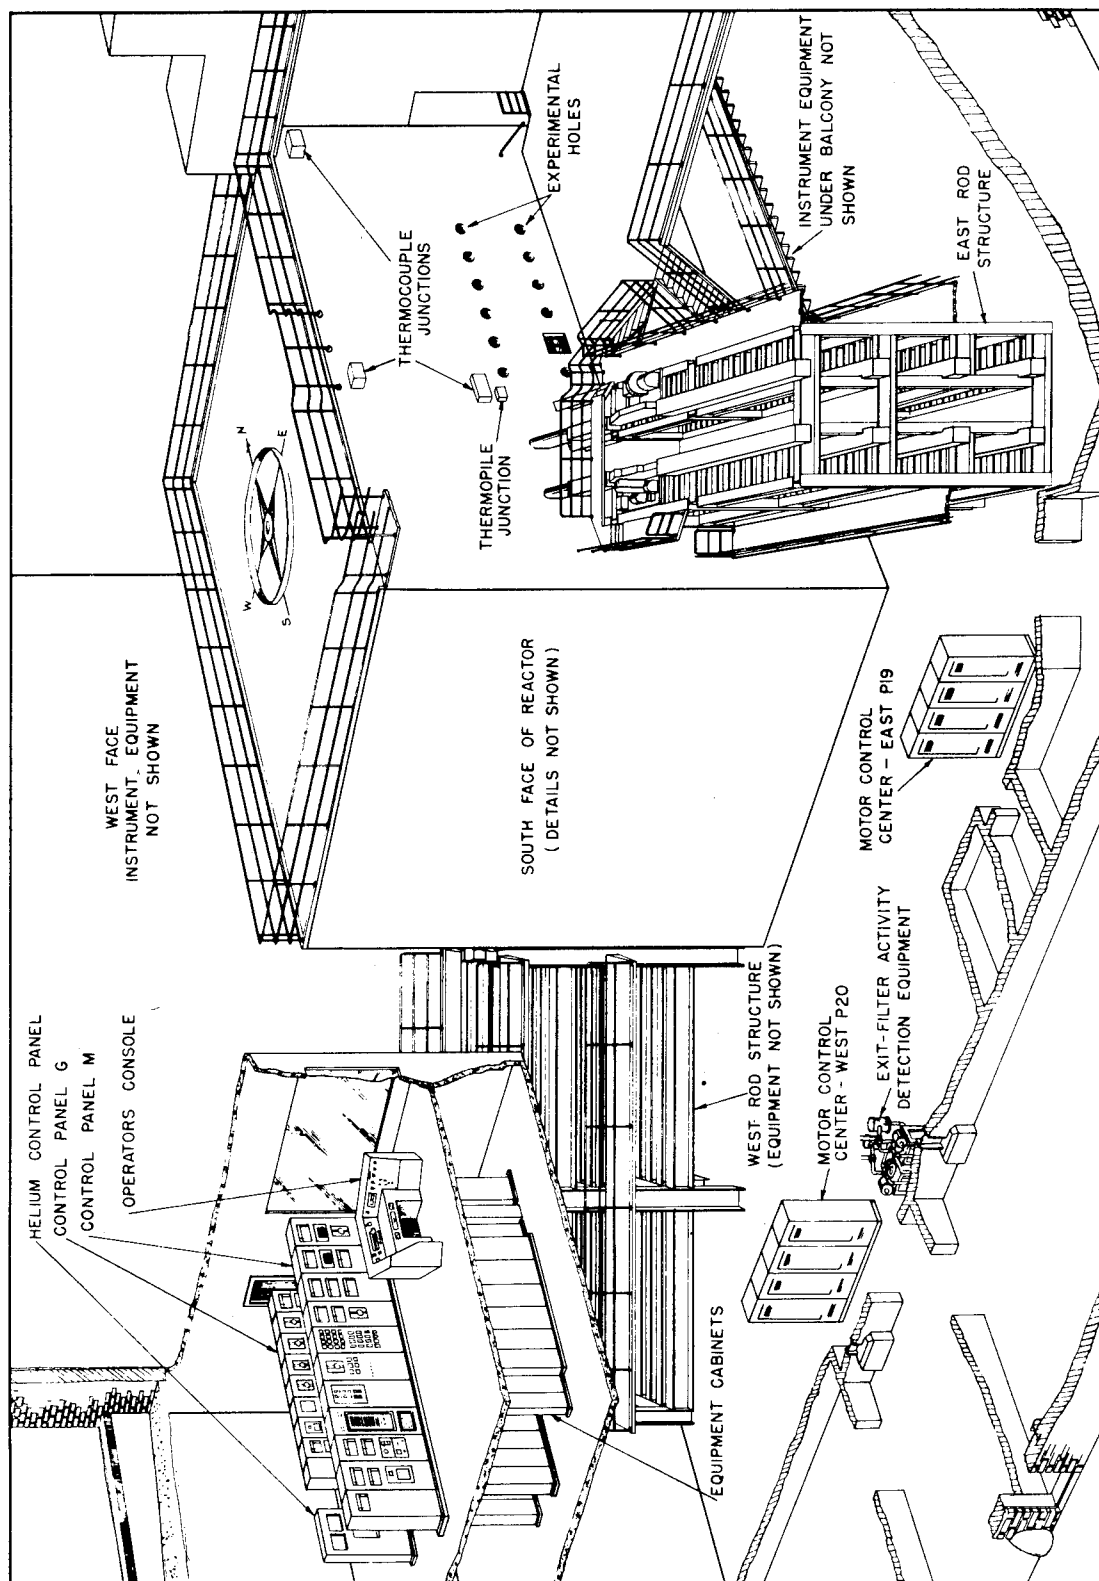 HELIUM CONTROL PANEL
CONTROL PANEL G
CONTROL PANEL M
OPERATORS CONSOLE
WEST FACE
INSTRUMENT EQUIPMENT
NOT SHOWN
N
E
W
S
THERMOCOUPLE
JUNCTIONS
EXPERIMENTAL
HOLES
THERMOPILE
JUNCTION
SOUTH FACE OF REACTOR
(DETAILS NOT SHOWN)
INSTRUMENT EQUIPMENT
UNDER BALCONY NOT
SHOWN
EAST ROD
STRUCTURE
EQUIPMENT CABINETS
WEST ROD STRUCTURE
(EQUIPMENT NOT SHOWN)
MOTOR CONTROL
CENTER - WEST P20
EXIT-FILTER ACTIVITY
DETECTION EQUIPMENT
MOTOR CONTROL
CENTER - EAST P19